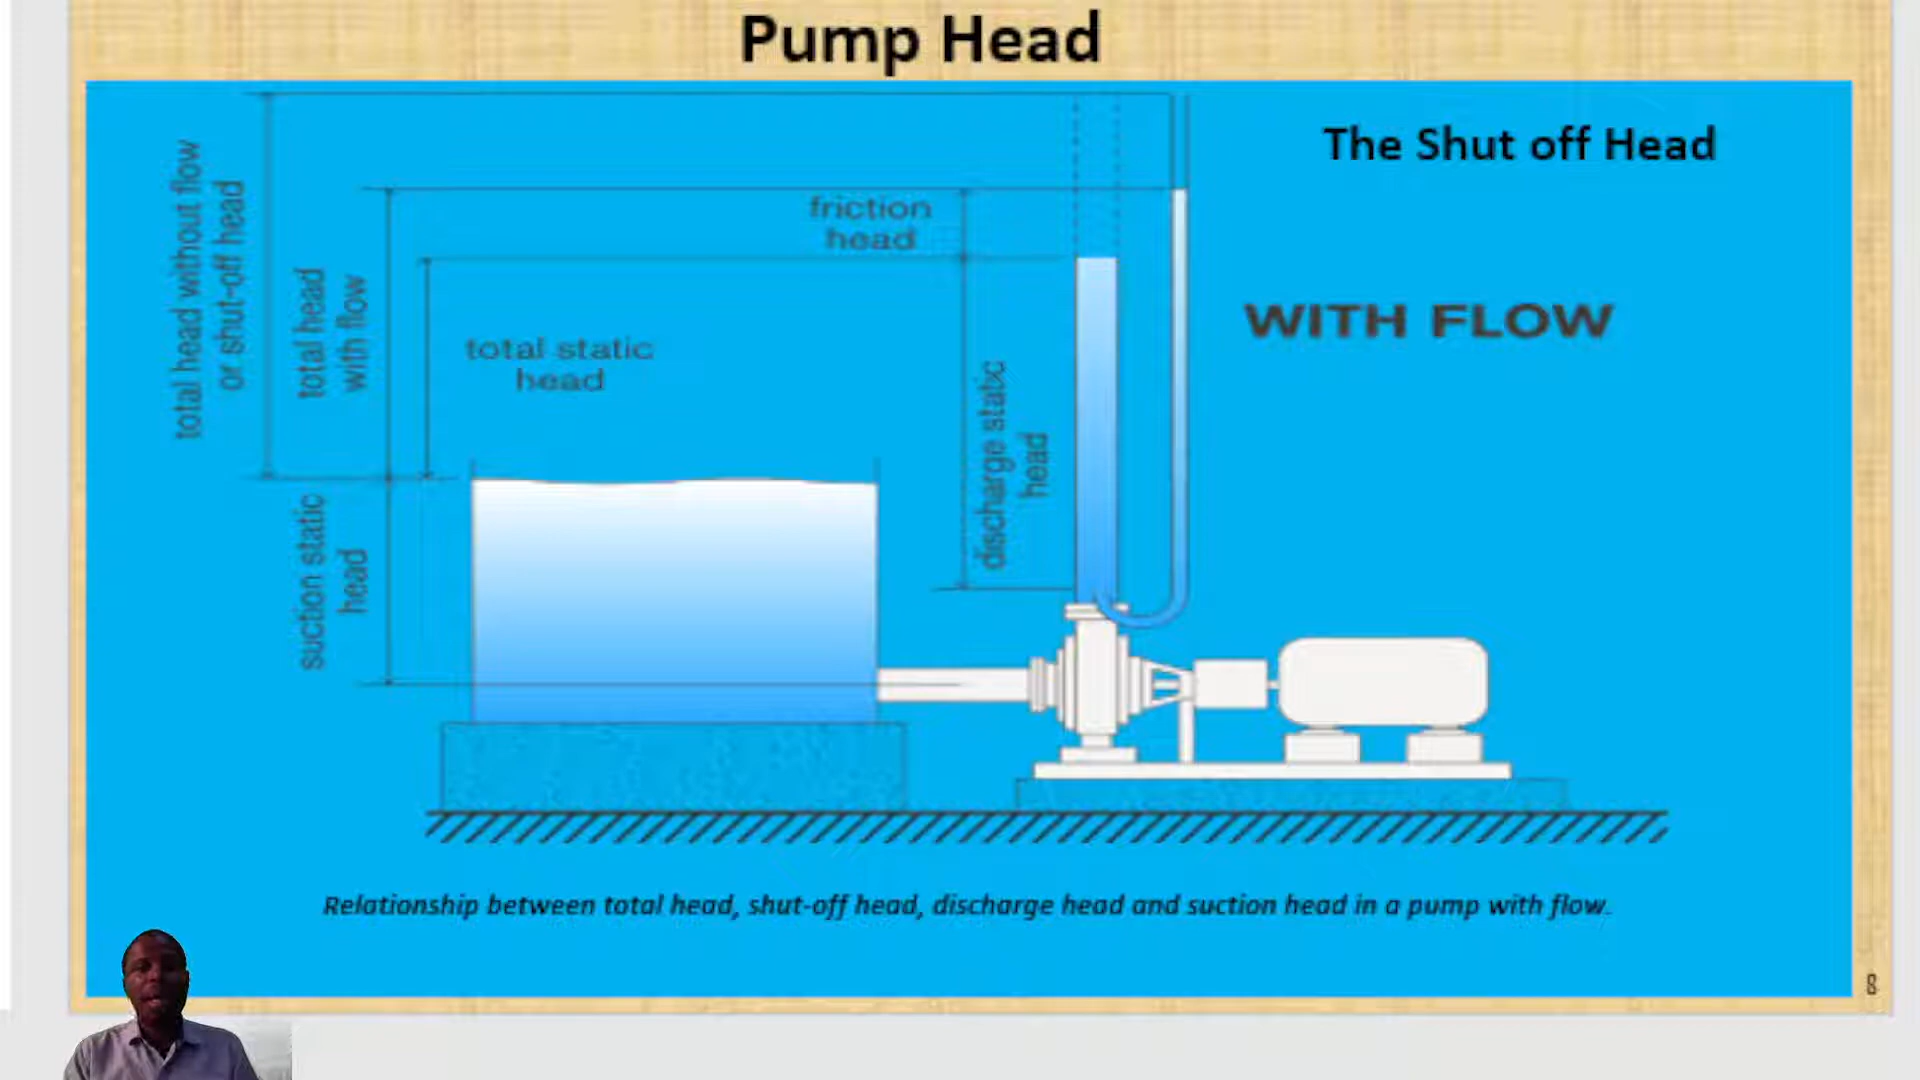 Pump Head
The Shut off Head
total head without flow
or shut-off head
total head
with flow
friction
head
total static
head
WITH FLOW
discharge static
head
suction static
head
Relationship between total head, shut-off head, discharge head and suction head in a pump with flow.
8